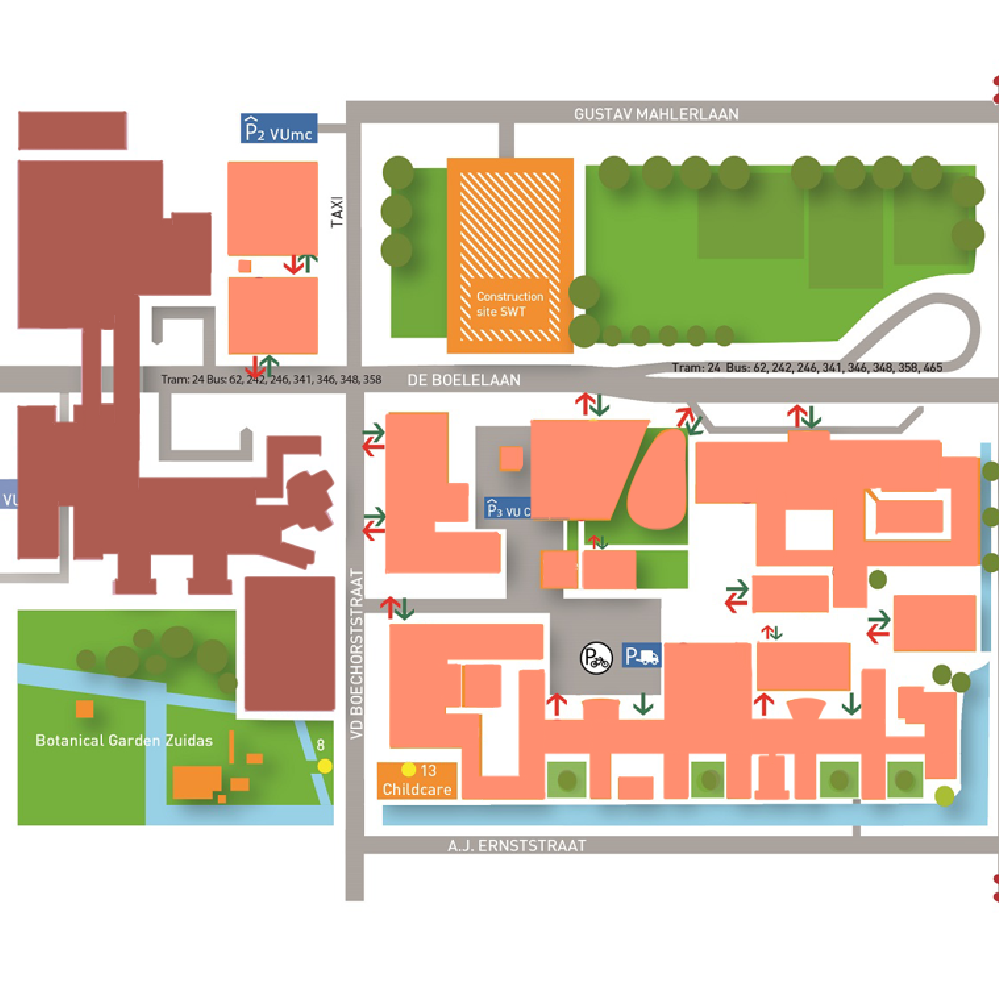 GUSTAV MAHLERLAAN
P2 VUmc
TAXI
Construction
site SWT
Tram: 24 Bus: 62, 242, 246, 341, 346, 348, 358, 465
Tram: 24 Bus: 62, 242, 246, 341, 346, 348, 358
DE BOELELAAN
VU
P3 VU C
VD BOECHORSTSTRAAT
P
P
Botanical Garden Zuidas
8
13
Childcare
A.J. ERNSTSTRAAT